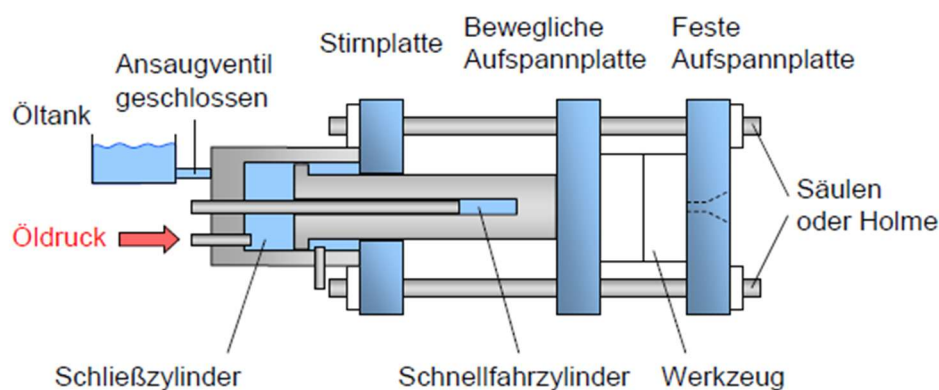 Stirnplatte
Bewegliche
Aufspannplatte
Feste
Aufspannplatte
Ansaugventil
geschlossen
Öltank
Öldruck
Säulen
oder Holme
Schließzylinder
Schnellfahrzylinder
Werkzeug